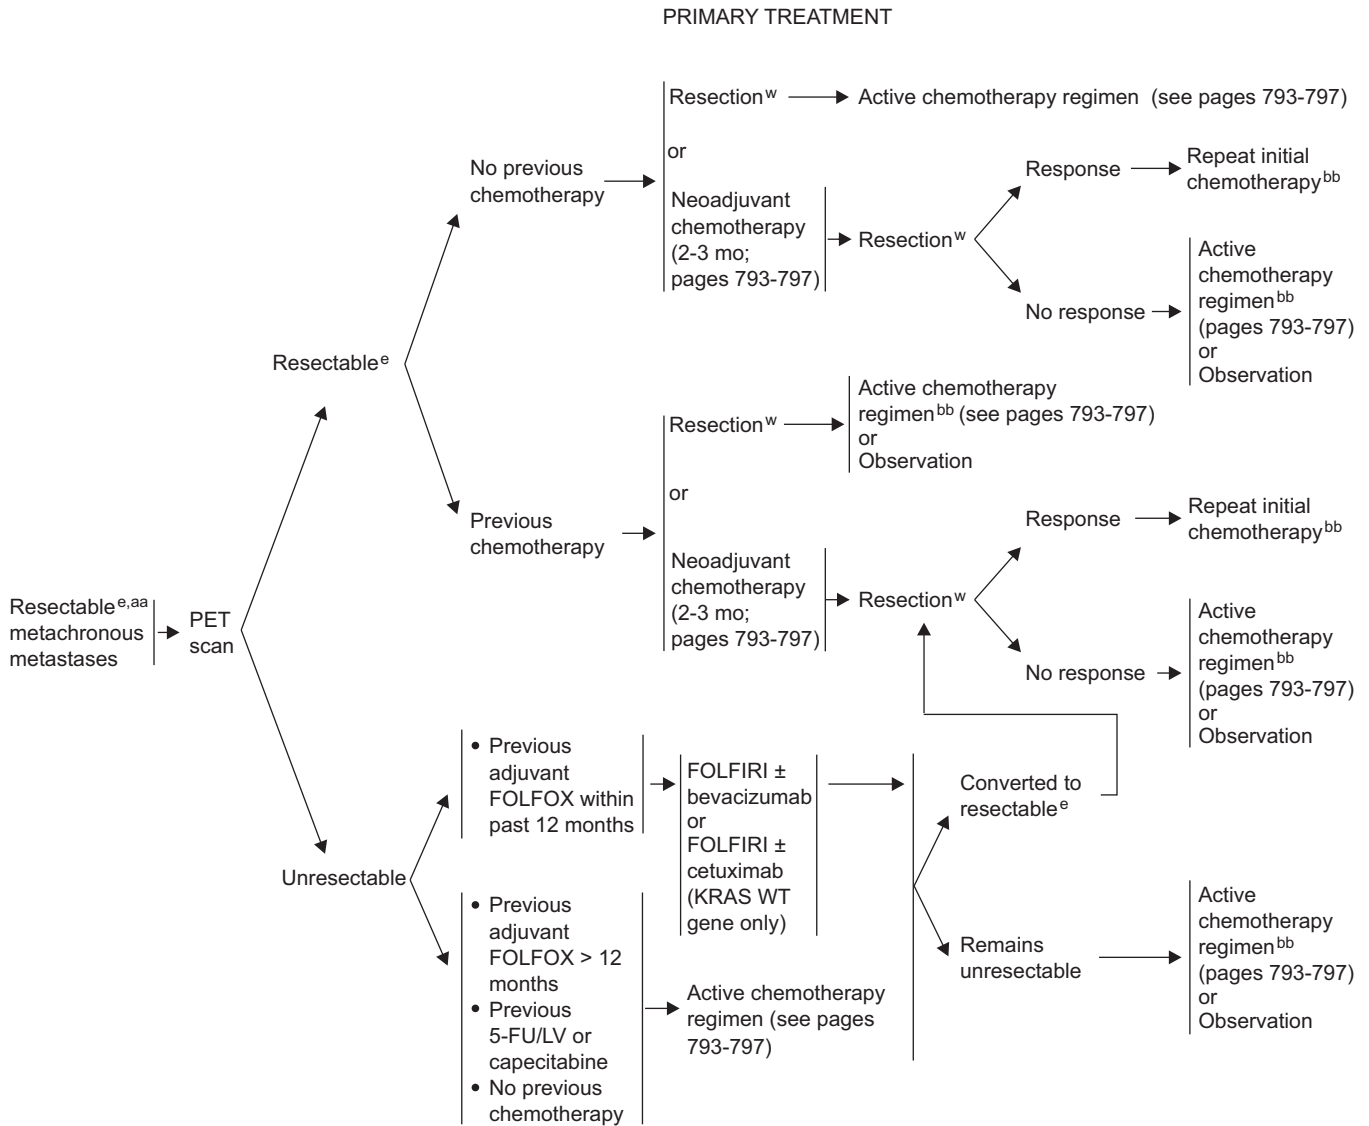 PRIMARY TREATMENT
Resection^w
Active chemotherapy regimen (see pages 793-797)
or
Neoadjuvant
chemotherapy
(2-3 mo;
pages 793-797)
No previous
chemotherapy
Resection^w
Response
Repeat initial
chemotherapy^bb
No response
Active
chemotherapy
regimen^bb
(pages 793-797)
or
Observation
Resectable^e
Resection^w
Active chemotherapy
regimen^bb (see pages 793-797)
or
Observation
or
Neoadjuvant
chemotherapy
(2-3 mo;
pages 793-797)
Previous
chemotherapy
Resection^w
Response
Repeat initial
chemotherapy^bb
No response
Active
chemotherapy
regimen^bb
(pages 793-797)
or
Observation
Resectable^e,aa
metachronous
metastases
PET
scan
Unresectable
• Previous
adjuvant
FOLFOX within
past 12 months
FOLFIRI ±
bevacizumab
or
FOLFIRI ±
cetuximab
(KRAS WT
gene only)
• Previous
adjuvant
FOLFOX > 12
months
• Previous
5-FU/LV or
capecitabine
• No previous
chemotherapy
Active chemotherapy
regimen (see pages
793-797)
Converted to
resectable^e
Remains
unresectable
Active
chemotherapy
regimen^bb
(pages 793-797)
or
Observation